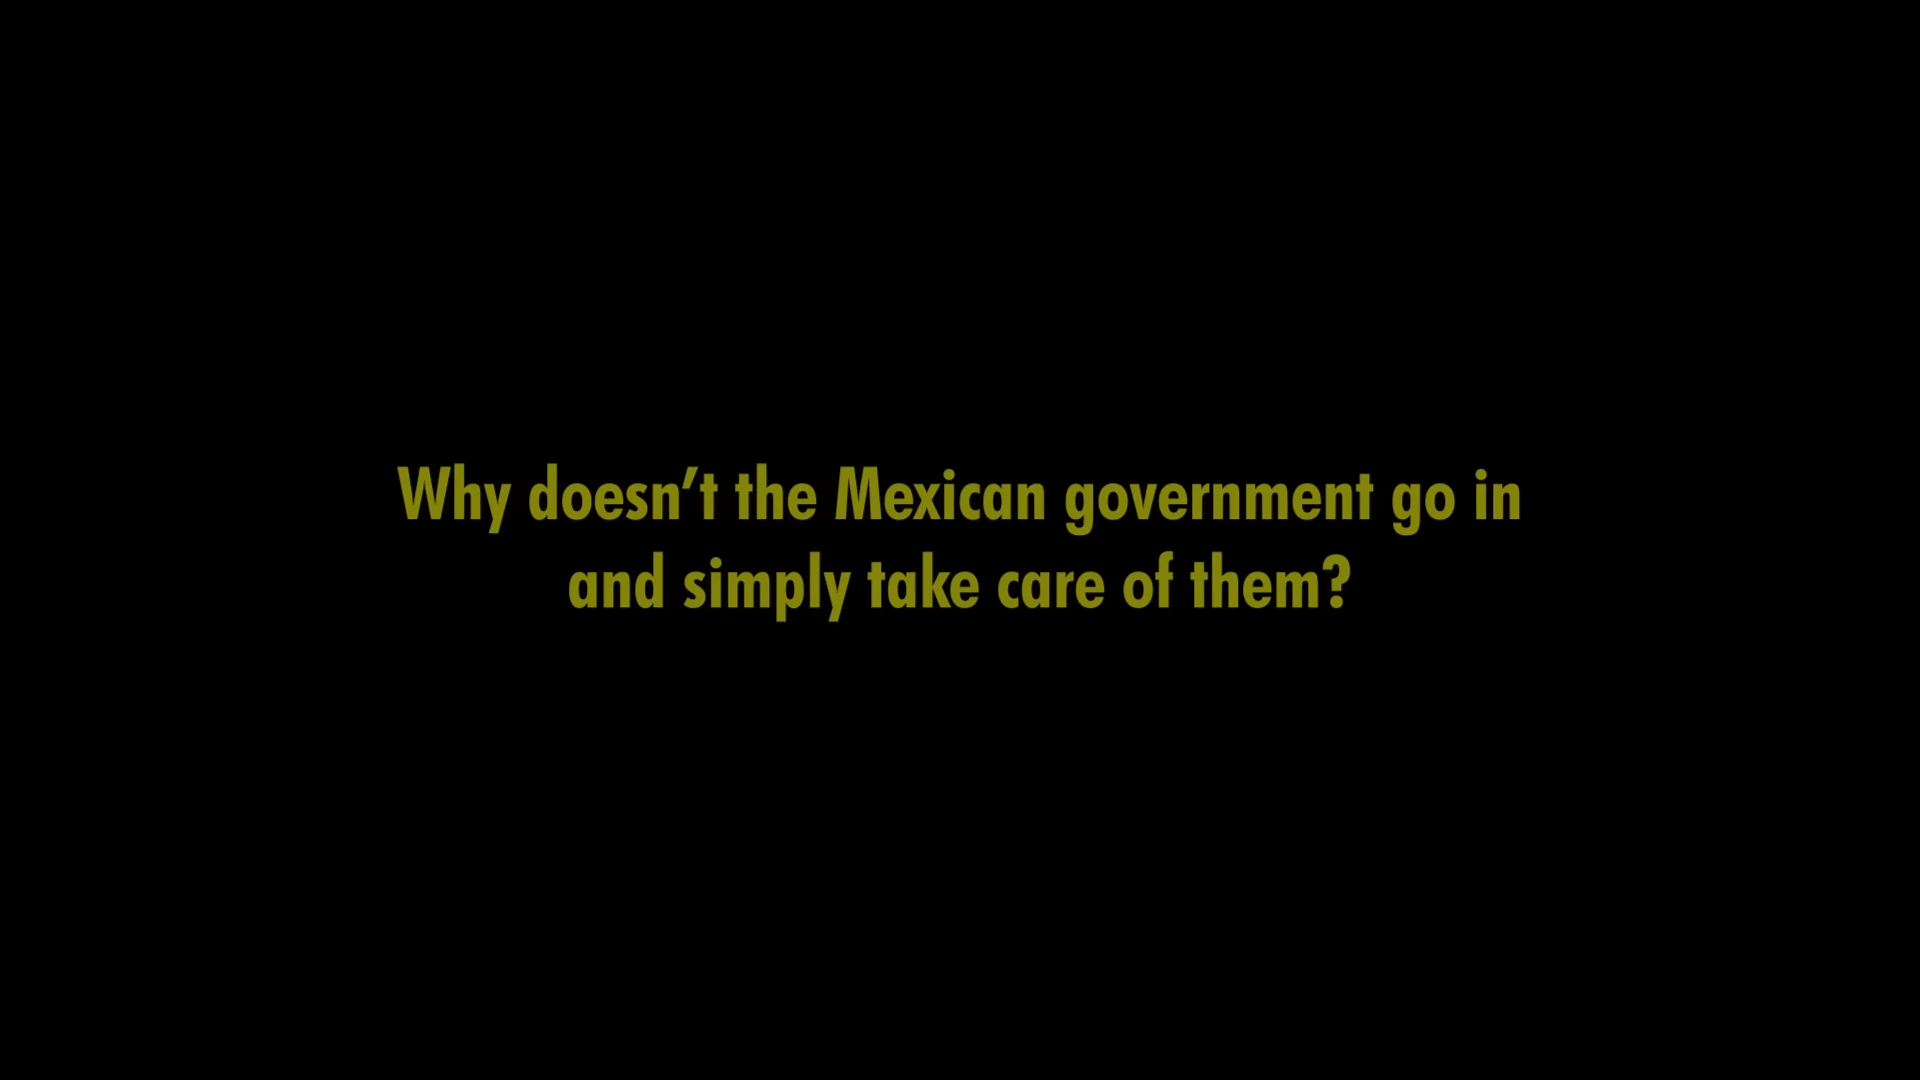 Why doesn’t the Mexican government go in
and simply take care of them?